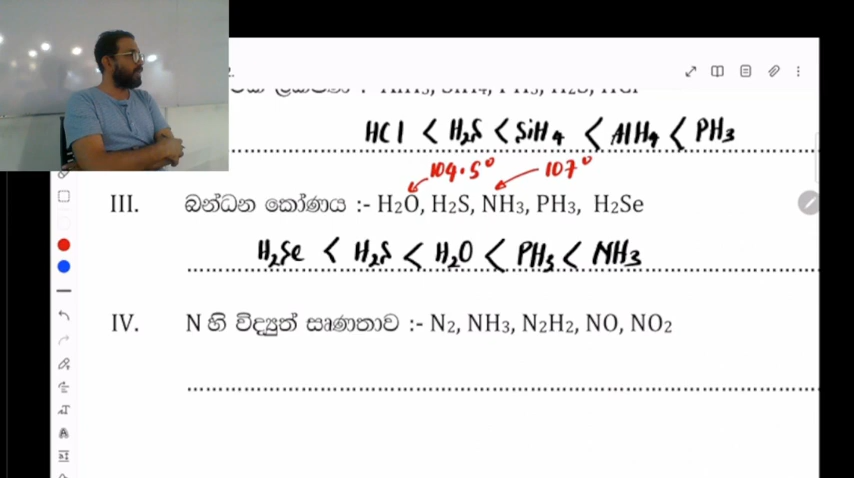 HCl < H2S < SiH4 < AlH4 < PH3
104.5° 107°
III. බන්ධන කෝණය :- H2O, H2S, NH3, PH3, H2Se
H2Se < H2S < H2O < PH3 < NH3
IV. N හි විද්‍යුත් සෘණතාව :- N2, NH3, N2H2, NO, NO2